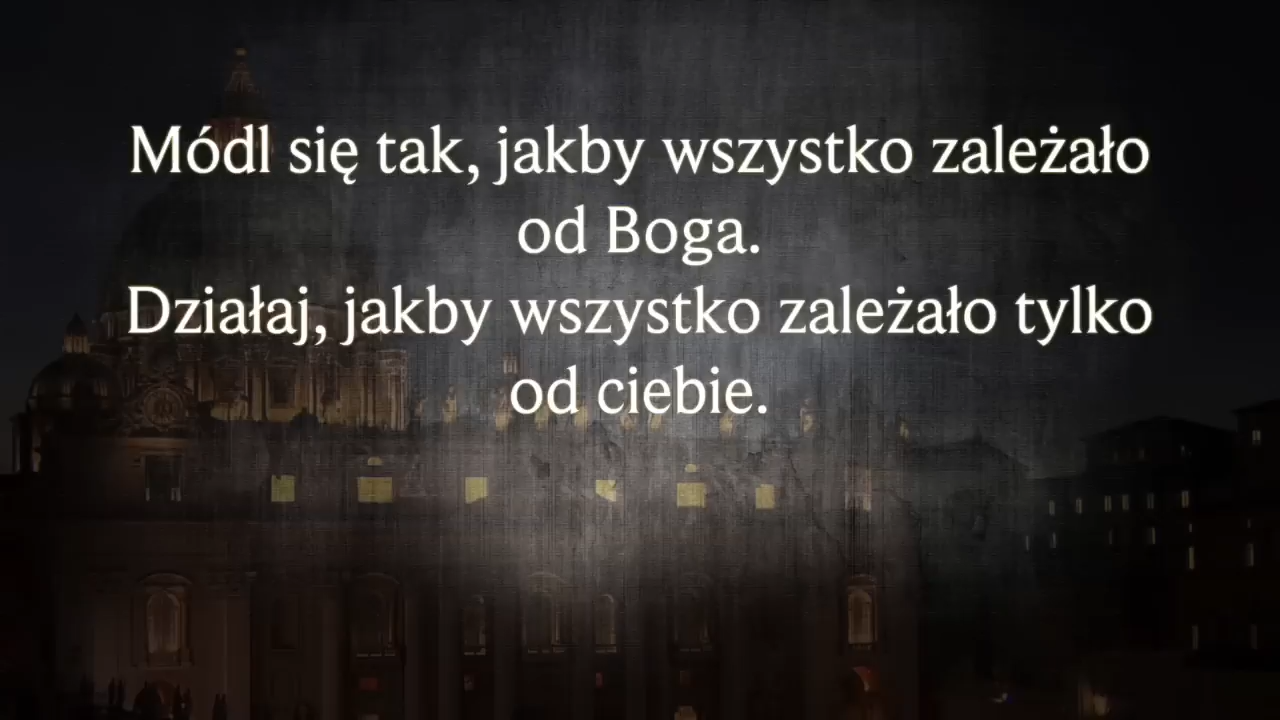 Módl się tak, jakby wszystko zależało
od Boga.
Działaj, jakby wszystko zależało tylko
od ciebie.